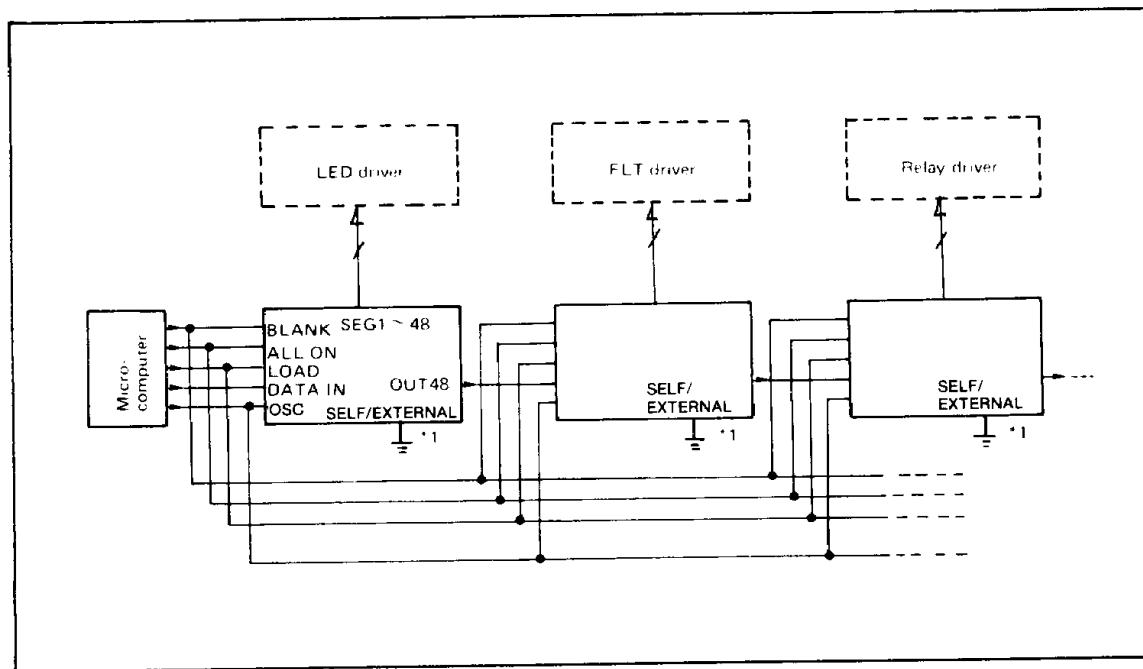 LED driver
FLT driver
Relay driver
Micro-
computer
BLANK
SEG1 ~ 48
ALL ON
LOAD
DATA IN
OUT48
OSC
SELF/EXTERNAL
*1
SELF/
EXTERNAL
*1
SELF/
EXTERNAL
*1